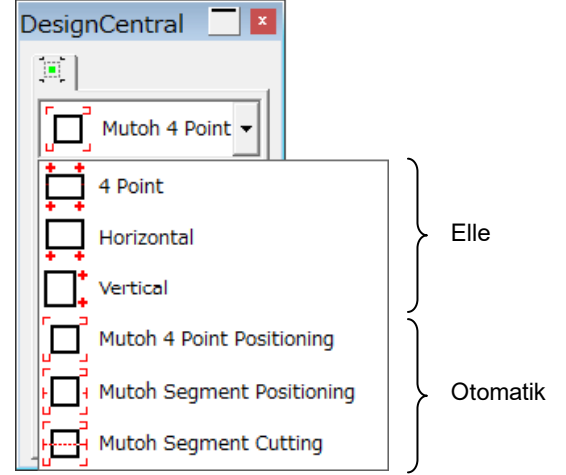 DesignCentral
Mutoh 4 Point
4 Point
Horizontal
Vertical
Elle
Mutoh 4 Point Positioning
Mutoh Segment Positioning
Mutoh Segment Cutting
Otomatik